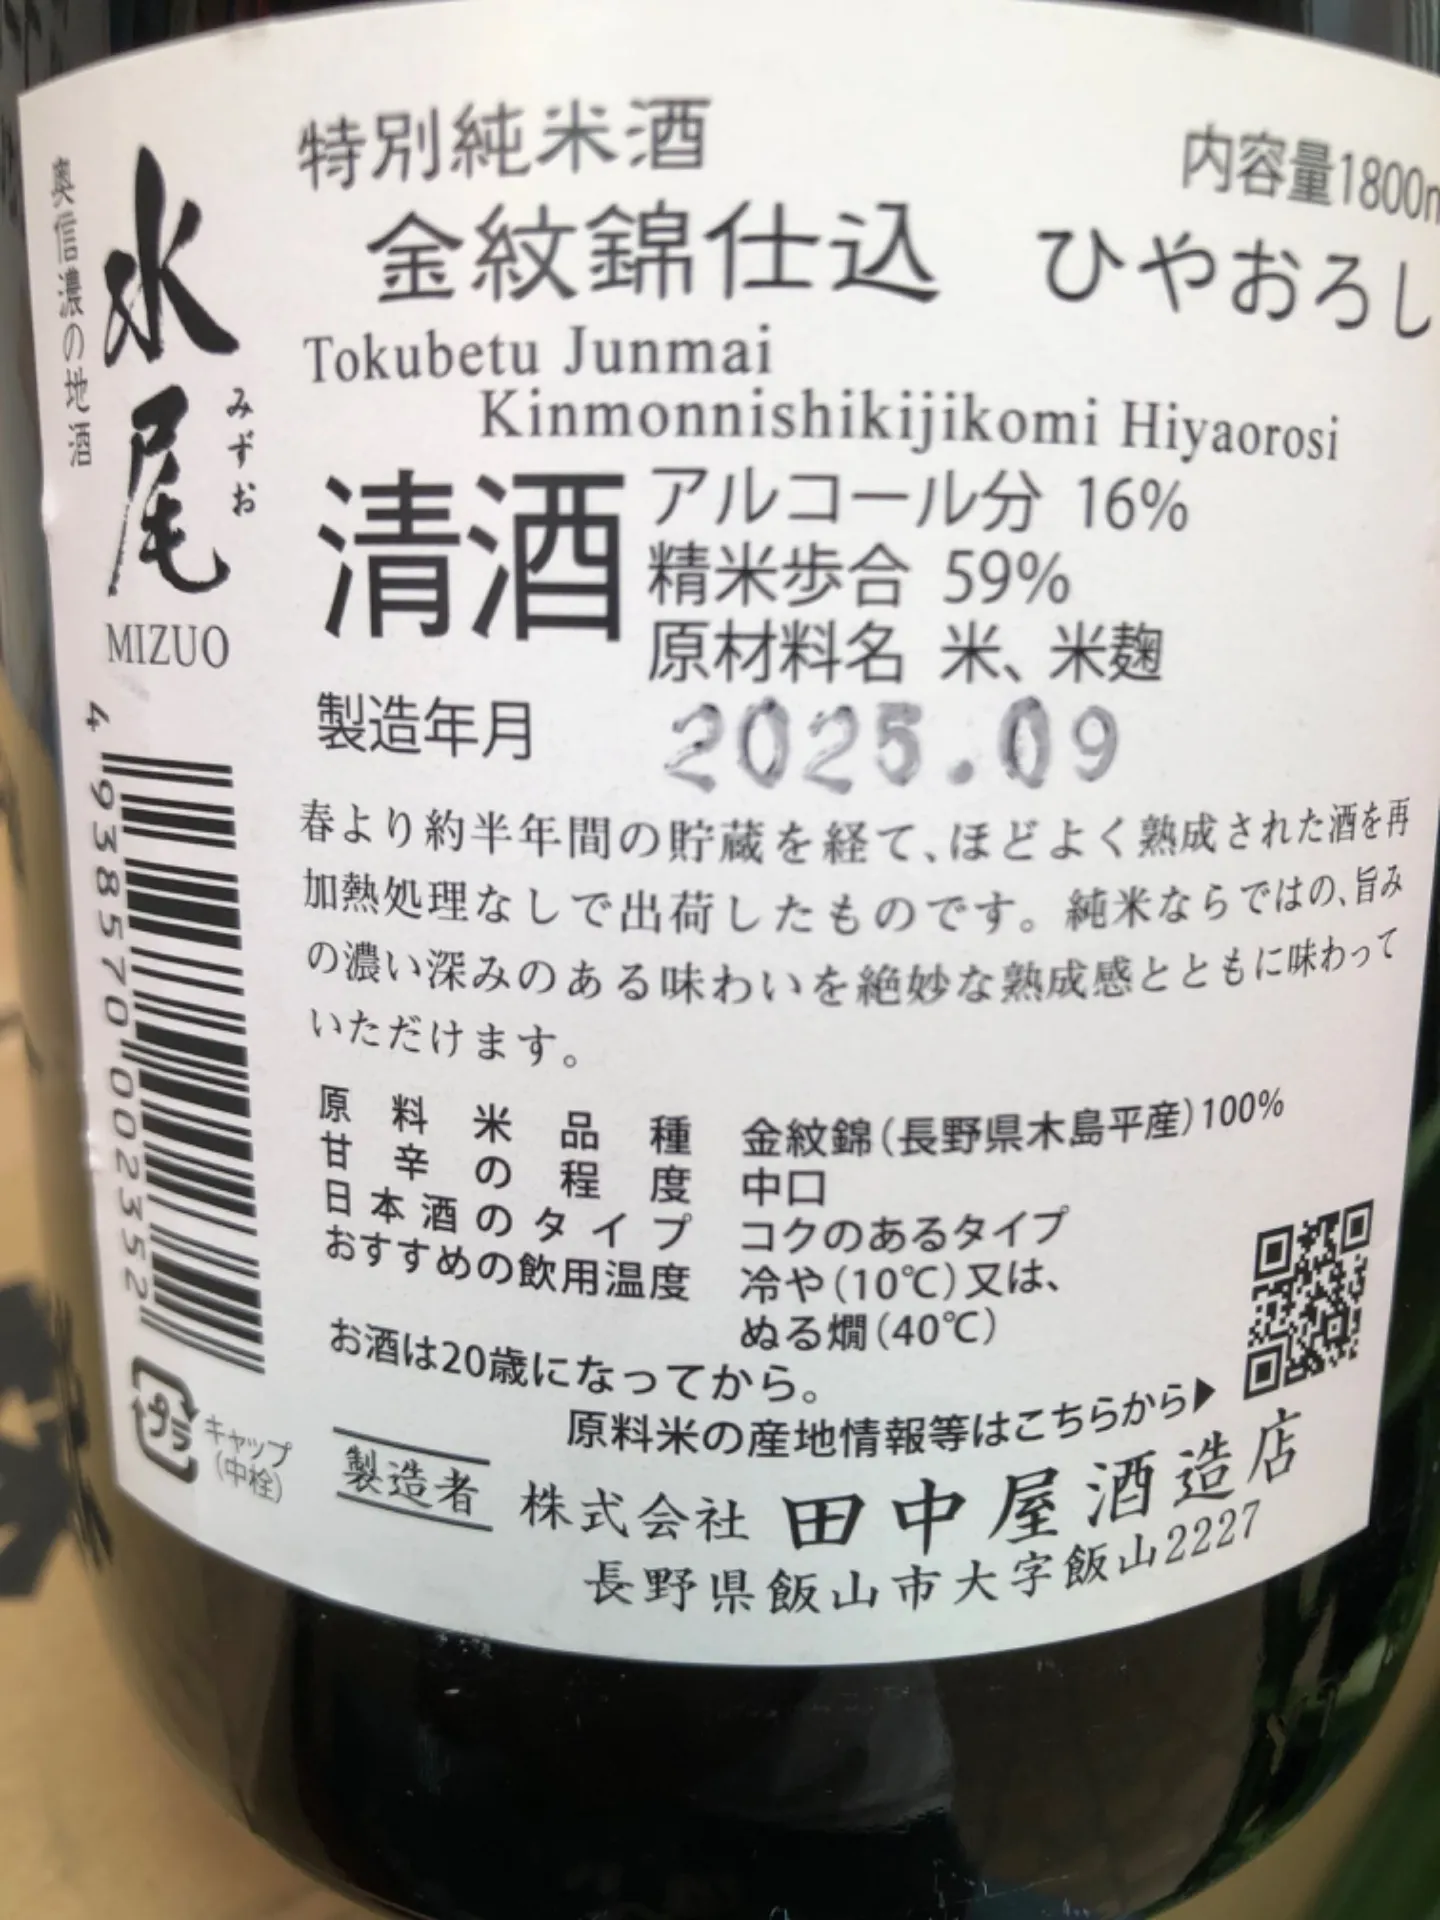 奥信濃の地酒
水尾
みずお
MIZUO
特別純米酒
内容量1800m
金紋錦仕込 ひやおろし
Tokubetu Junmai
Kinmonnishikijikomi Hiyaorosi
清酒
アルコール分 16%
精米歩合 59%
原材料名 米、米麹
製造年月 2025.09
春より約半年間の貯蔵を経て、ほどよく熟成された酒を再
加熱処理なしで出荷したものです。純米ならではの、旨み
の濃い深みのある味わいを絶妙な熟成感とともに味わって
いただけます。
原料米品種 金紋錦(長野県木島平産)100%
甘辛の程度 中口
日本酒のタイプ コクのあるタイプ
おすすめの飲用温度 冷や(10℃)又は、
ぬる燗(40℃)
お酒は20歳になってから。
原料米の産地情報等はこちらから▶
製造者 株式会社 田中屋酒造店
長野県飯山市大字飯山2227
4 938570 002352
プラ
キャップ
(中栓)